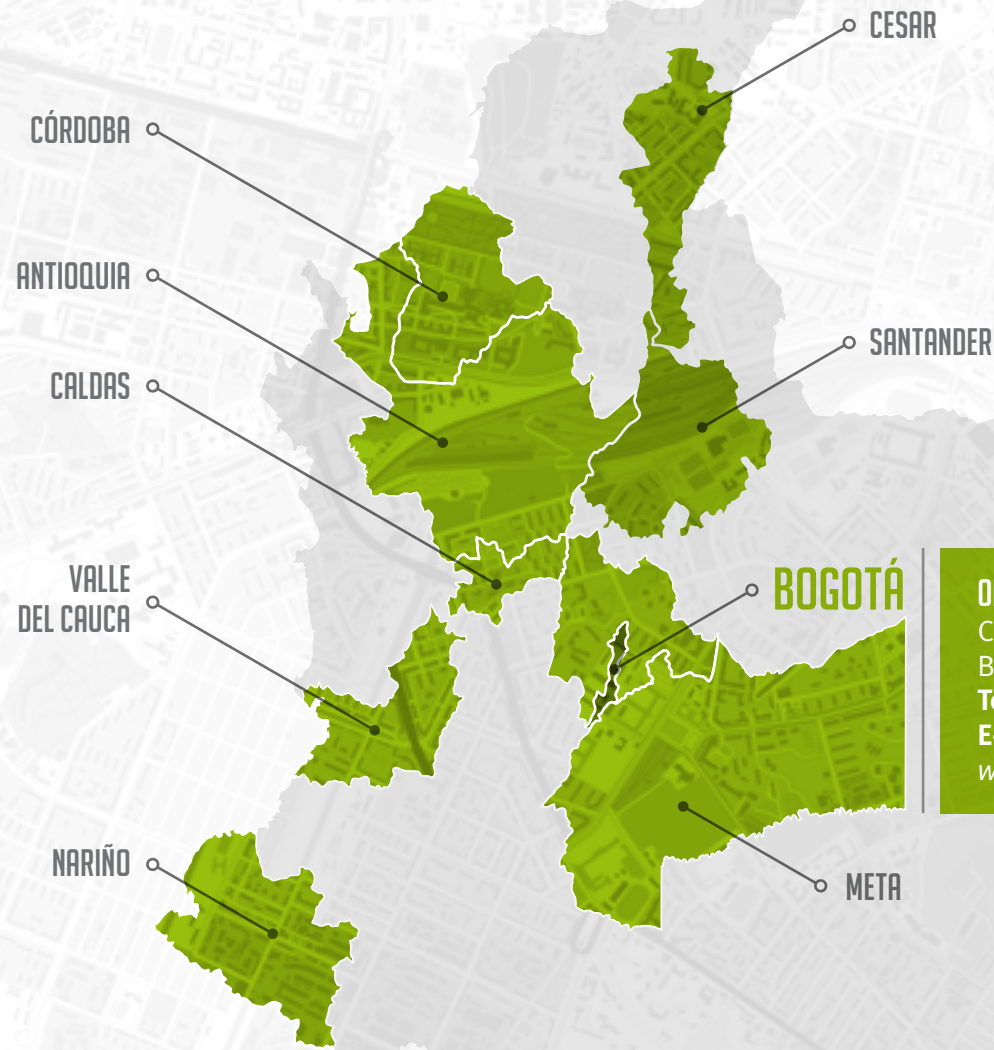 CESAR
CÓRDOBA
ANTIOQUIA
SANTANDER
CALDAS
VALLE
DEL CAUCA
BOGOTÁ
NARIÑO
META